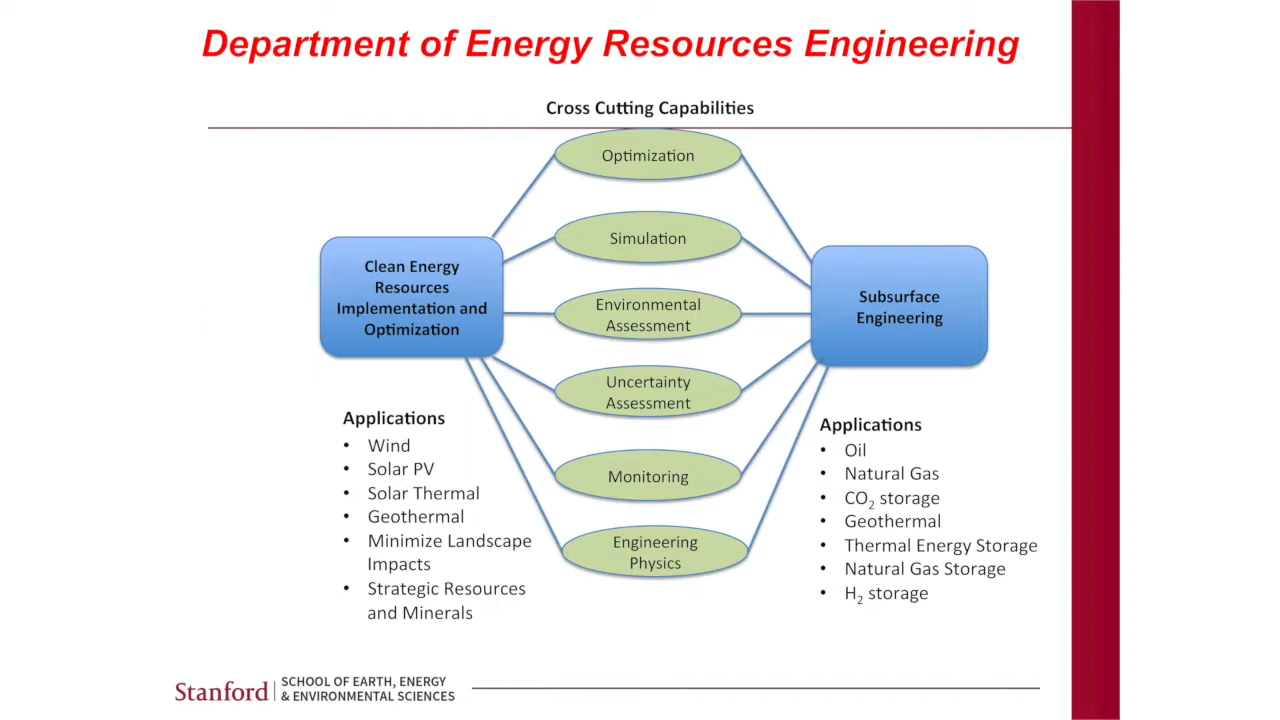 Department of Energy Resources Engineering
Cross Cutting Capabilities
Optimization
Simulation
Environmental
Assessment
Uncertainty
Assessment
Monitoring
Engineering
Physics
Clean Energy
Resources
Implementation and
Optimization
Subsurface
Engineering
Applications
• Wind
• Solar PV
• Solar Thermal
• Geothermal
• Minimize Landscape
Impacts
• Strategic Resources
and Minerals
Applications
• Oil
• Natural Gas
• CO₂ storage
• Geothermal
• Thermal Energy Storage
• Natural Gas Storage
• H₂ storage
Stanford
SCHOOL OF EARTH, ENERGY
& ENVIRONMENTAL SCIENCES